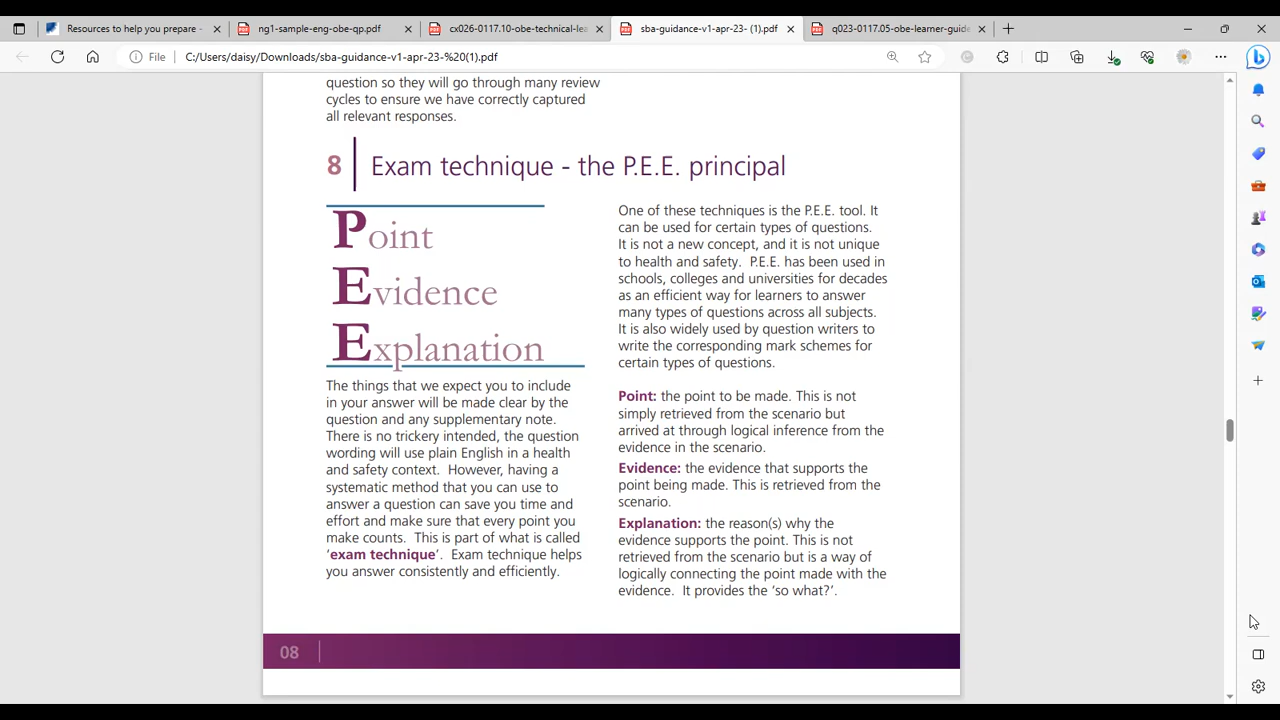 Resources to help you prepare -
ng1-sample-eng-obe-qp.pdf
cx026-0117.10-obe-technical-lea
sba-guidance-v1-apr-23- (1).pdf
q023-0117.05-obe-learner-guide
File
C:/Users/daisy/Downloads/sba-guidance-v1-apr-23-%20(1).pdf
question so they will go through many review
cycles to ensure we have correctly captured
all relevant responses.
8 Exam technique - the P.E.E. principal
Point
Evidence
Explanation
The things that we expect you to include
in your answer will be made clear by the
question and any supplementary note.
There is no trickery intended, the question
wording will use plain English in a health
and safety context.  However, having a
systematic method that you can use to
answer a question can save you time and
effort and make sure that every point you
make counts.  This is part of what is called
‘exam technique’.  Exam technique helps
you answer consistently and efficiently.
One of these techniques is the P.E.E. tool. It
can be used for certain types of questions.
It is not a new concept, and it is not unique
to health and safety.  P.E.E. has been used in
schools, colleges and universities for decades
as an efficient way for learners to answer
many types of questions across all subjects.
It is also widely used by question writers to
write the corresponding mark schemes for
certain types of questions.
Point: the point to be made. This is not
simply retrieved from the scenario but
arrived at through logical inference from the
evidence in the scenario.
Evidence: the evidence that supports the
point being made. This is retrieved from the
scenario.
Explanation: the reason(s) why the
evidence supports the point. This is not
retrieved from the scenario but is a way of
logically connecting the point made with the
evidence.  It provides the ‘so what?’.
08